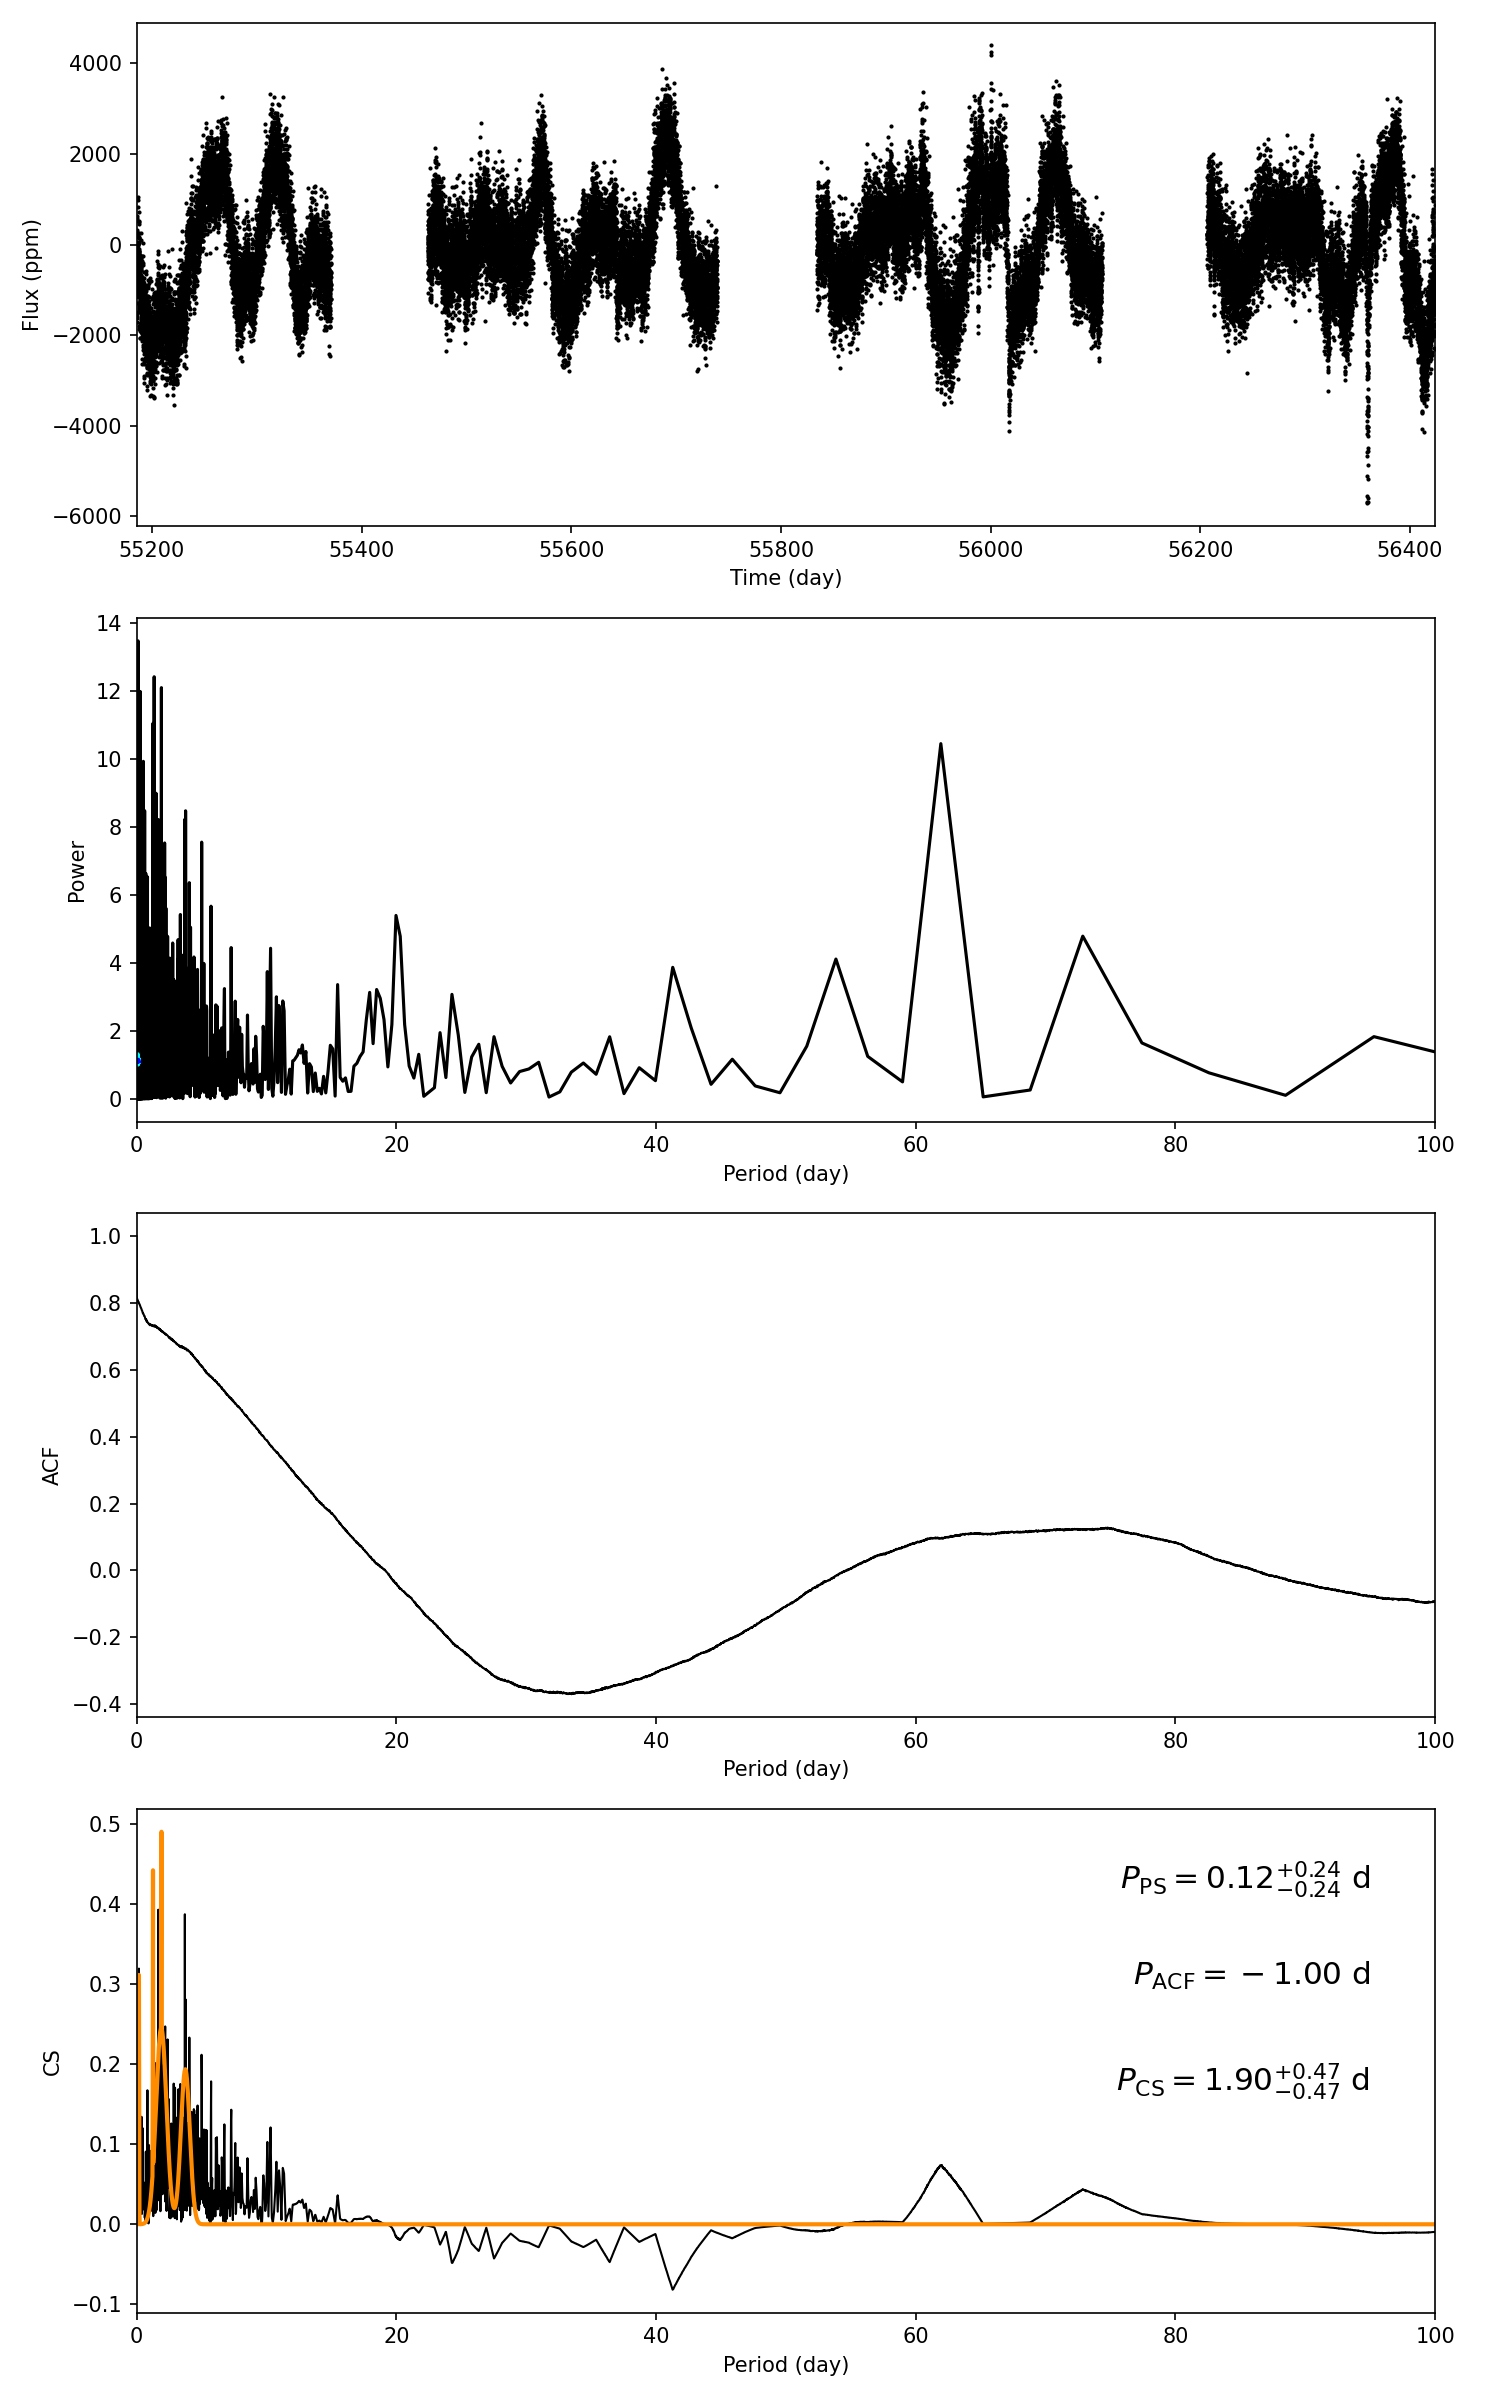 4000
2000
0
−2000
−4000
−6000
Flux (ppm)
55200 55400 55600 55800 56000 56200 56400
Time (day)
14
12
10
8
6
4
2
0
Power
0 20 40 60 80 100
Period (day)
1.0
0.8
0.6
0.4
0.2
0.0
−0.2
−0.4
ACF
0 20 40 60 80 100
Period (day)
0.5
0.4
0.3
0.2
0.1
0.0
−0.1
CS
P_PS = 0.12^{+0.24}_{−0.24} d
P_ACF = −1.00 d
P_CS = 1.90^{+0.47}_{−0.47} d
0 20 40 60 80 100
Period (day)